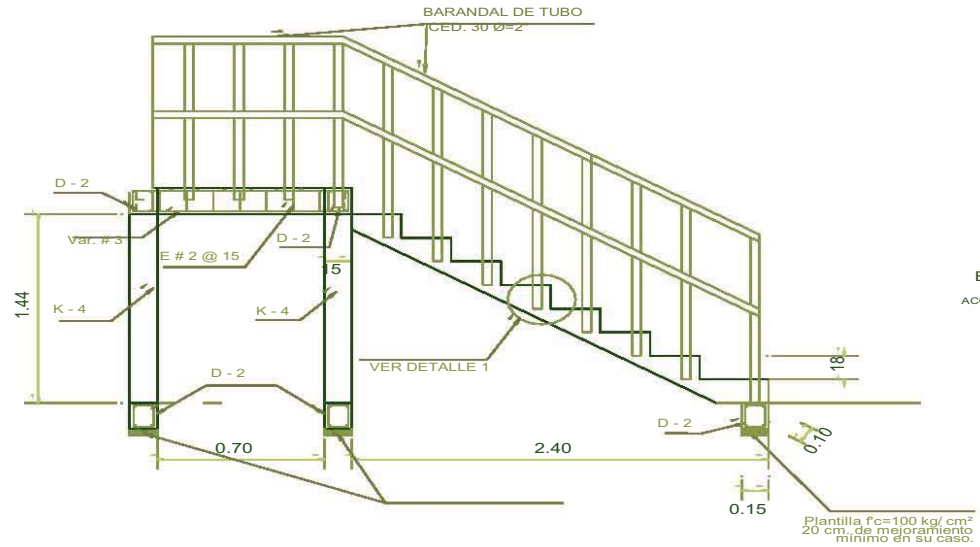 BARANDAL DE TUBO
CED. 30 Ø=2"
D - 2
Var. # 3
E # 2 @ 15
D - 2
15
1.44
K - 4
K - 4
VER DETALLE 1
D - 2
18
D - 2
0.10
0.70
2.40
0.15
Plantilla f'c=100 kg/ cm²
20 cm. de mejoramiento
minimo en su caso.